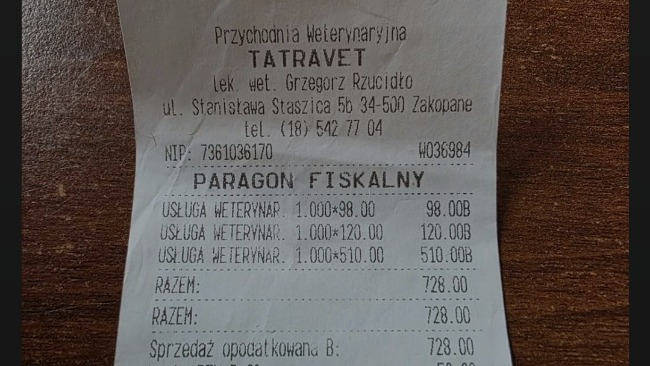 Przychodnia Weterynaryjna
TATRAVET
lek. wet. Grzegorz Rzucidło
ul. Stanisława Staszica 5b 34-500 Zakopane
tel. (18) 542 77 04
NIP: 7361036170 W036984
PARAGON FISKALNY
USŁUGA WETERYNAR. 1.000*98.00 98.00B
USŁUGA WETERYNAR. 1.000*120.00 120.00B
USŁUGA WETERYNAR. 1.000*510.00 510.00B
RAZEM: 728.00
RAZEM: 728.00
Sprzedaż opodatkowana B: 728.00